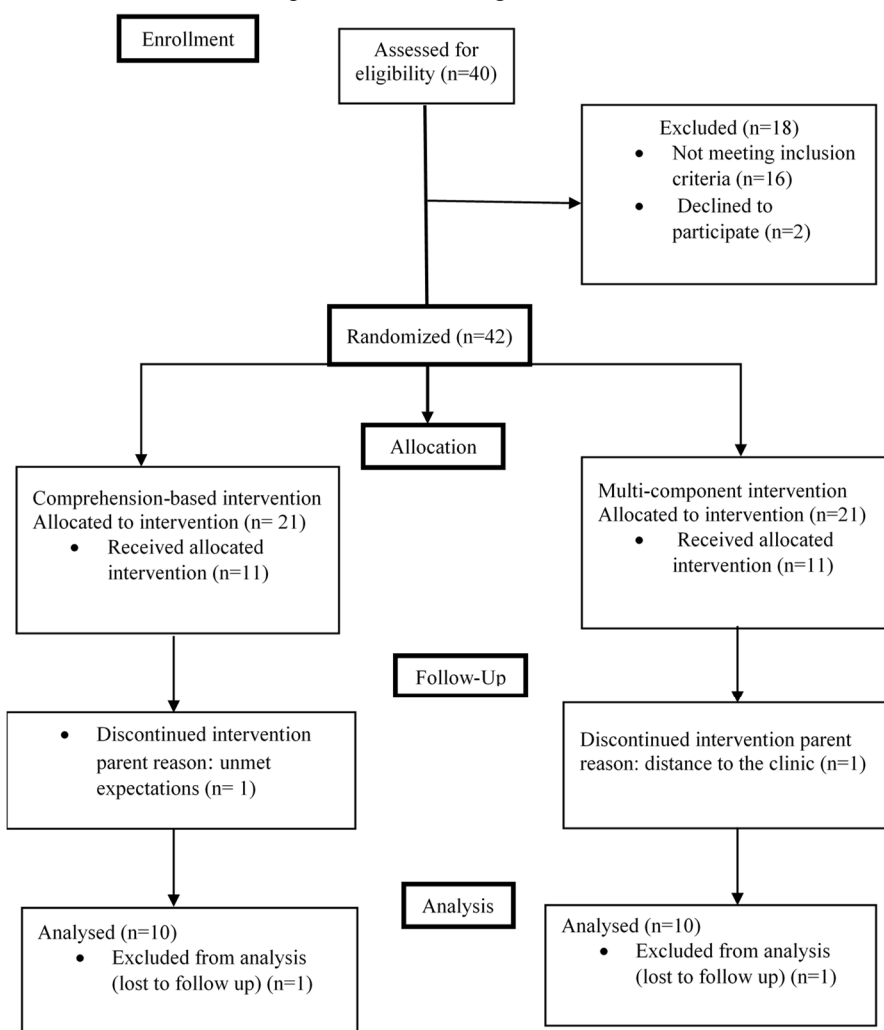 Enrollment
Assessed for
eligibility (n=40)
Excluded (n=18)
• Not meeting inclusion
criteria (n=16)
• Declined to
participate (n=2)
Randomized (n=42)
Allocation
Comprehension-based intervention
Allocated to intervention (n= 21)
• Received allocated
intervention (n=11)
Multi-component intervention
Allocated to intervention (n=21)
• Received allocated
intervention (n=11)
Follow-Up
• Discontinued intervention
parent reason: unmet
expectations (n= 1)
Discontinued intervention parent
reason: distance to the clinic (n=1)
Analysis
Analysed (n=10)
• Excluded from analysis
(lost to follow up) (n=1)
Analysed (n=10)
• Excluded from analysis
(lost to follow up) (n=1)